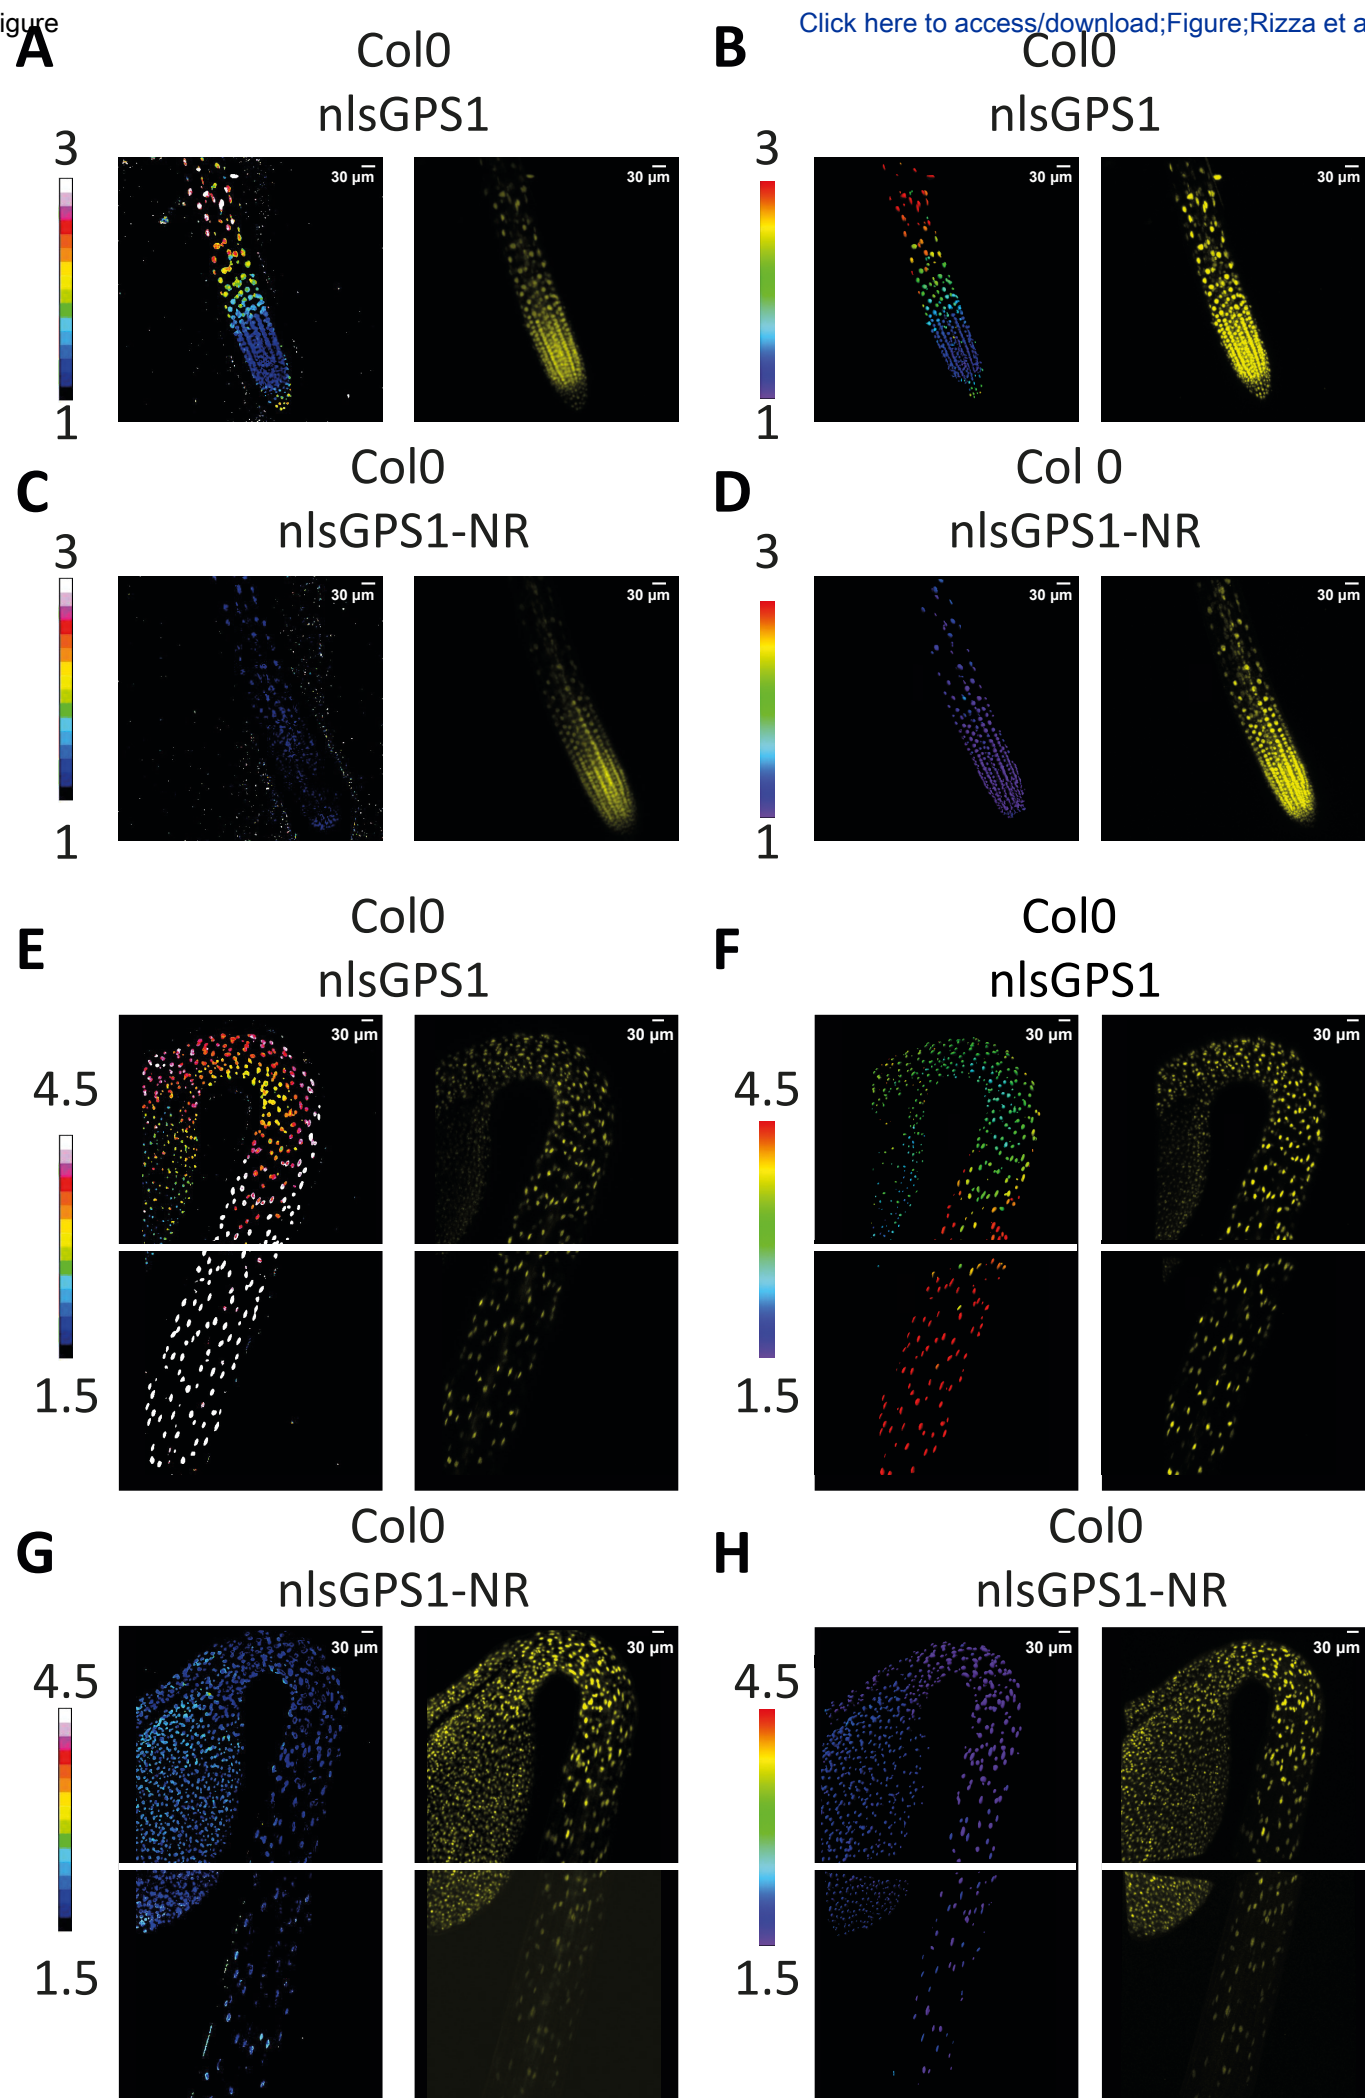 igure
Click here to access/download;Figure;Rizza et a
A
Col0
nlsGPS1
3
1
30 µm
30 µm
B
Col0
nlsGPS1
3
1
30 µm
30 µm
C
Col0
nlsGPS1-NR
3
1
30 µm
30 µm
D
Col 0
nlsGPS1-NR
3
1
30 µm
30 µm
E
Col0
nlsGPS1
4.5
1.5
30 µm
30 µm
F
Col0
nlsGPS1
4.5
1.5
30 µm
30 µm
G
Col0
nlsGPS1-NR
4.5
1.5
30 µm
30 µm
H
Col0
nlsGPS1-NR
4.5
1.5
30 µm
30 µm